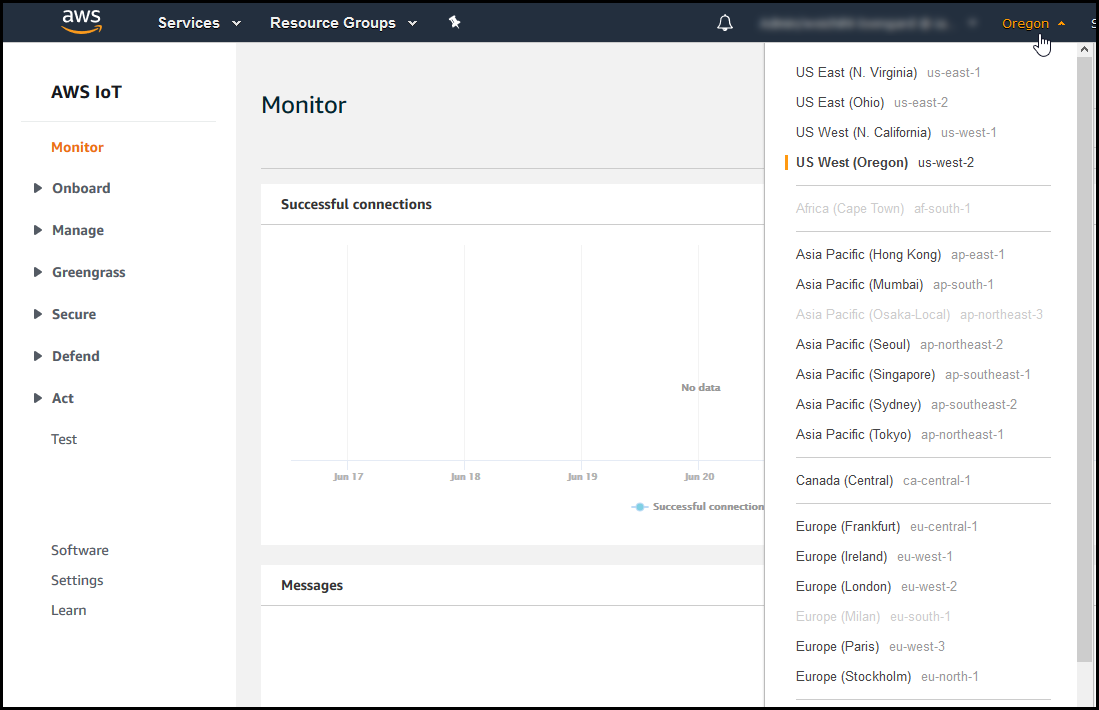 aws Services Resource Groups Oregon S
AWS IoT
Monitor
Onboard
Manage
Greengrass
Secure
Defend
Act
Test
Software
Settings
Learn
Monitor
Successful connections
No data
Jun 17 Jun 18 Jun 19 Jun 20
Successful connection
Messages
US East (N. Virginia) us-east-1
US East (Ohio) us-east-2
US West (N. California) us-west-1
US West (Oregon) us-west-2
Africa (Cape Town) af-south-1
Asia Pacific (Hong Kong) ap-east-1
Asia Pacific (Mumbai) ap-south-1
Asia Pacific (Osaka-Local) ap-northeast-3
Asia Pacific (Seoul) ap-northeast-2
Asia Pacific (Singapore) ap-southeast-1
Asia Pacific (Sydney) ap-southeast-2
Asia Pacific (Tokyo) ap-northeast-1
Canada (Central) ca-central-1
Europe (Frankfurt) eu-central-1
Europe (Ireland) eu-west-1
Europe (London) eu-west-2
Europe (Milan) eu-south-1
Europe (Paris) eu-west-3
Europe (Stockholm) eu-north-1